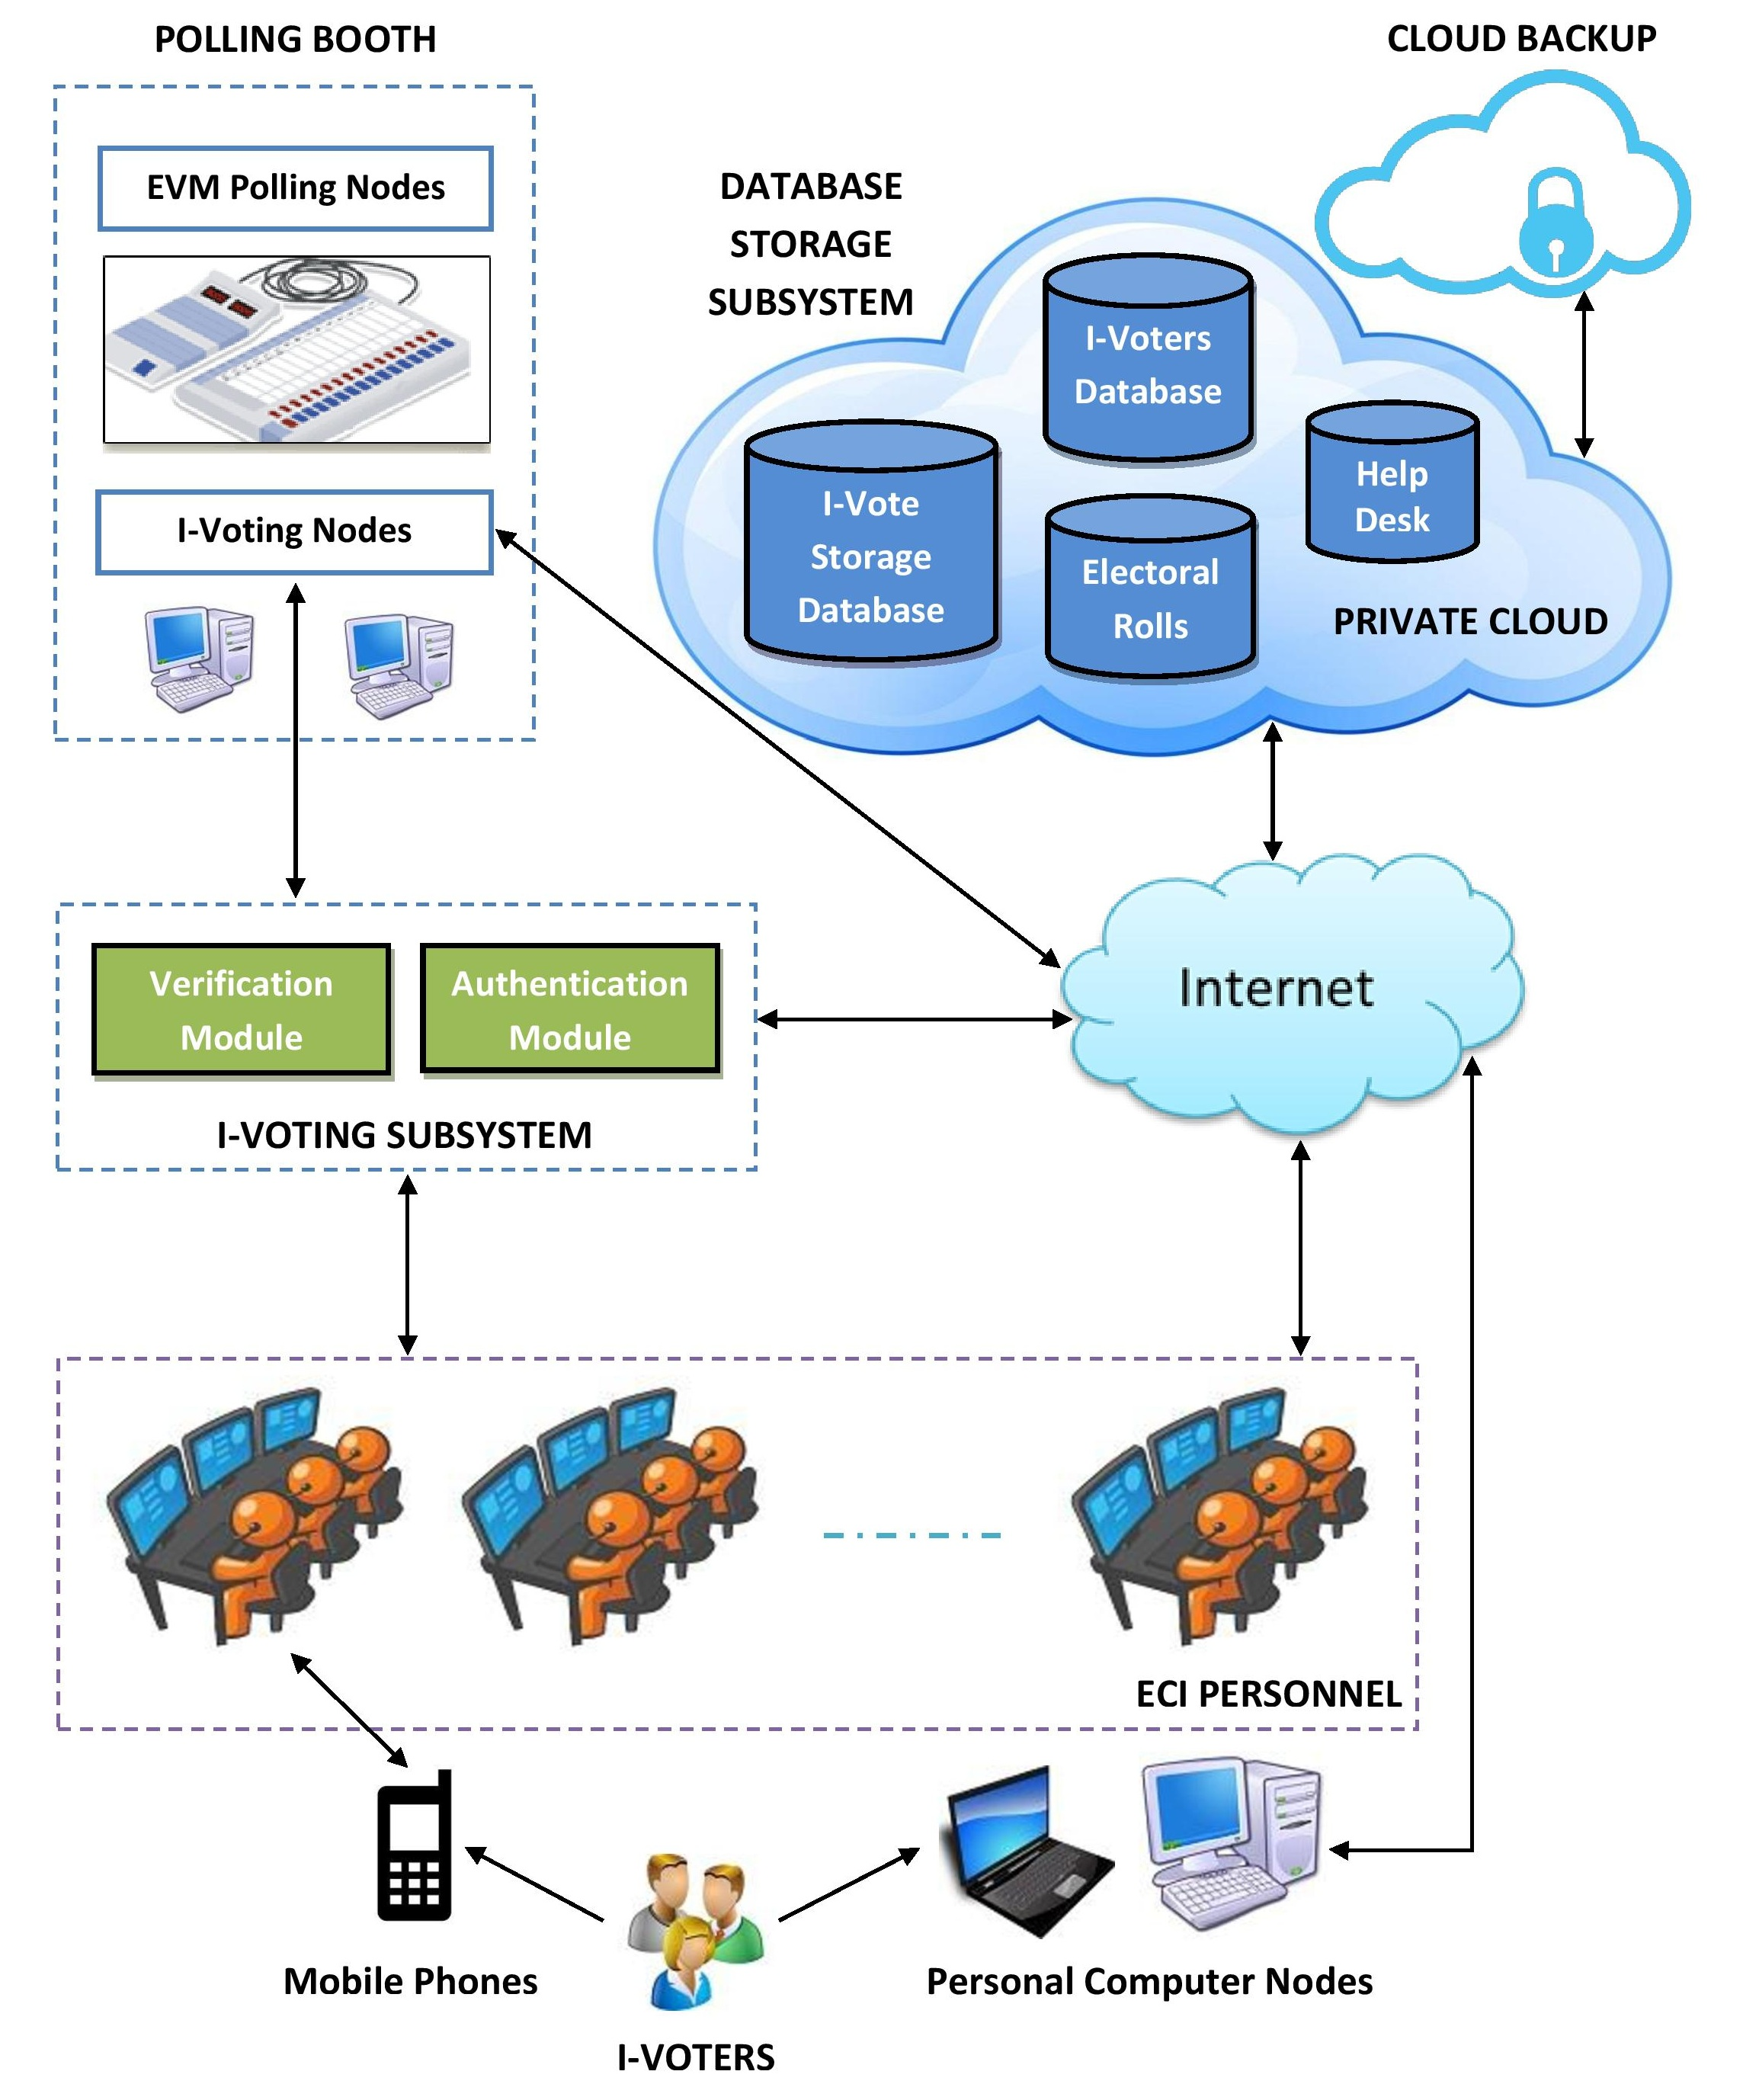 POLLING BOOTH
CLOUD BACKUP
EVM Polling Nodes
DATABASE
STORAGE
SUBSYSTEM
I-Voters
Database
I-Vote
Storage
Database
Help
Desk
I-Voting Nodes
Electoral
Rolls
PRIVATE CLOUD
Verification
Module
Authentication
Module
Internet
I-VOTING SUBSYSTEM
ECI PERSONNEL
Mobile Phones
Personal Computer Nodes
I-VOTERS